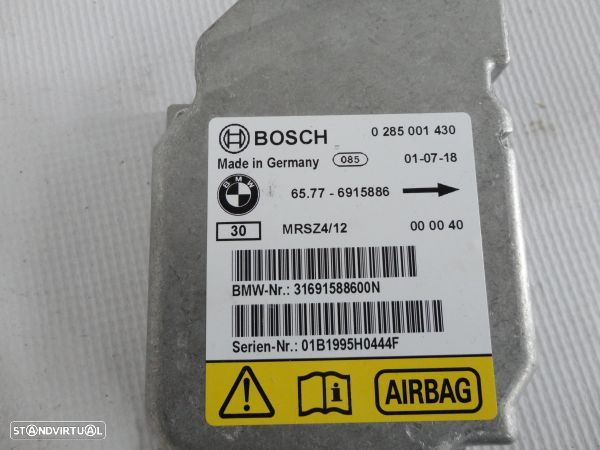 BOSCH 0 285 001 430
Made in Germany 085 01-07-18
BMW 65.77 - 6915886
30 MRSZ4/12 00 00 40
BMW-Nr.: 31691588600N
Serien-Nr.: 01B1995H0444F
AIRBAG
STANDVIRTUAL